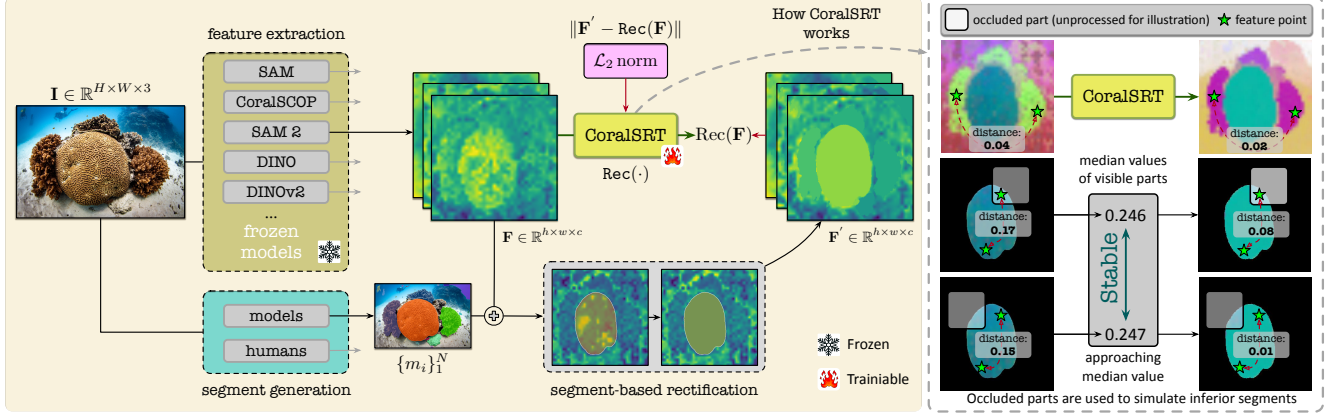 feature extraction
I ∈ ℝ^{H×W×3}
SAM
CoralSCOP
SAM 2
DINO
DINOv2
...
frozen
models
segment generation
models
humans
{m_i}_1^N
F ∈ ℝ^{h×w×c}
‖F′ − Rec(F)‖
ℒ₂ norm
CoralSRT
Rec(·)
Rec(F)
How CoralSRT
works
F′ ∈ ℝ^{h×w×c}
segment-based rectification
Frozen
Trainiable
occluded part (unprocessed for illustration)
feature point
distance:
0.04
CoralSRT
distance:
0.02
median values
of visible parts
distance:
0.17
0.246
distance:
0.08
Stable
distance:
0.15
0.247
distance:
0.01
approaching
median value
Occluded parts are used to simulate inferior segments